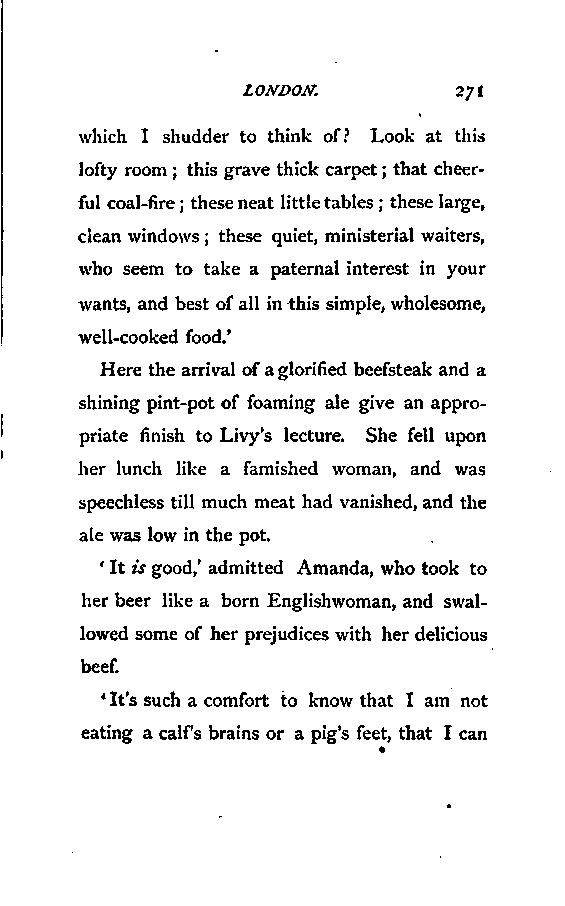 LONDON. 271
which I shudder to think of? Look at this
lofty room ; this grave thick carpet ; that cheer-
ful coal-fire ; these neat little tables ; these large,
clean windows ; these quiet, ministerial waiters,
who seem to take a paternal interest in your
wants, and best of all in this simple, wholesome,
well-cooked food.'
Here the arrival of a glorified beefsteak and a
shining pint-pot of foaming ale give an appro-
priate finish to Livy's lecture. She fell upon
her lunch like a famished woman, and was
speechless till much meat had vanished, and the
ale was low in the pot.
' It is good,' admitted Amanda, who took to
her beer like a born Englishwoman, and swal-
lowed some of her prejudices with her delicious
beef.
' It's such a comfort to know that I am not
eating a calf's brains or a pig's feet, that I can